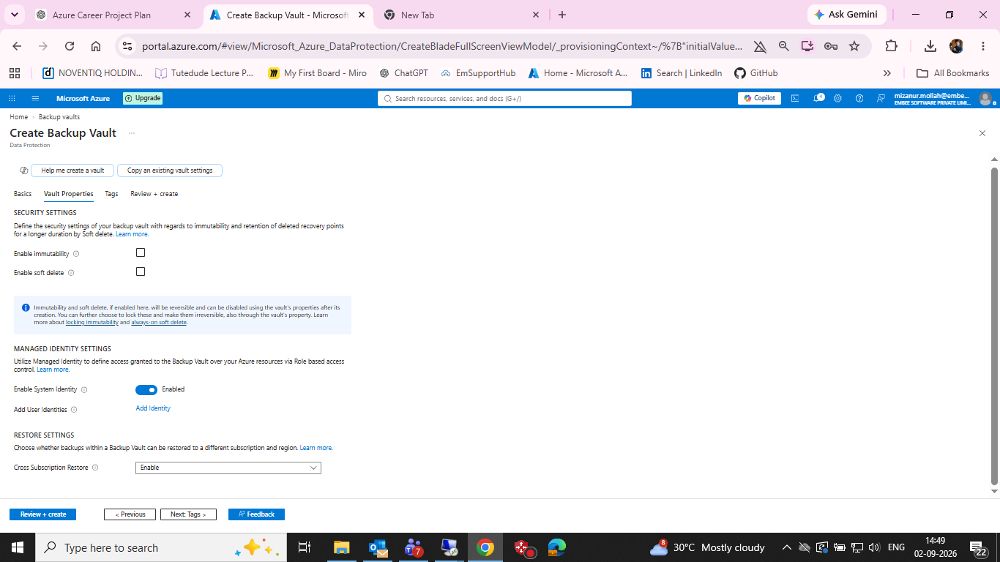 Azure Career Project Plan
Create Backup Vault - Microsoft
New Tab
Ask Gemini
portal.azure.com/#view/Microsoft_Azure_DataProtection/CreateBladeFullScreenViewModel/_provisioningContext~/%7B"initialValue...
NOVENTIQ HOLDIN...
Tutedude Lecture P...
My First Board - Miro
ChatGPT
EmSupportHub
Home - Microsoft A...
Search | LinkedIn
GitHub
All Bookmarks
Microsoft Azure
Upgrade
Search resources, services, and docs (G+/)
Copilot
4
mizanur.mollah@embe...
EMBEE SOFTWARE PRIVATE LIMI...
Home > Backup vaults
Create Backup Vault ...
Data Protection
Help me create a vault
Copy an existing vault settings
Basics Vault Properties Tags Review + create
SECURITY SETTINGS
Define the security settings of your backup vault with regards to immutability and retention of deleted recovery points
for a longer duration by Soft delete. Learn more.
Enable immutability
Enable soft delete
Immutability and soft delete, if enabled here, will be reversible and can be disabled using the vault's properties after its
creation. You can further choose to lock these and make them irreversible, also through the vault's property. Learn
more about locking immutability and always-on soft delete.
MANAGED IDENTITY SETTINGS
Utilize Managed Identity to define access granted to the Backup Vault over your Azure resources via Role based access
control. Learn more.
Enable System Identity Enabled
Add User Identities Add Identity
RESTORE SETTINGS
Choose whether backups within a Backup Vault can be restored to a different subscription and region. Learn more.
Cross Subscription Restore Enable
Review + create
< Previous
Next: Tags >
Feedback
Type here to search
7
8
30°C Mostly cloudy
ENG
14:49
02-09-2026
22